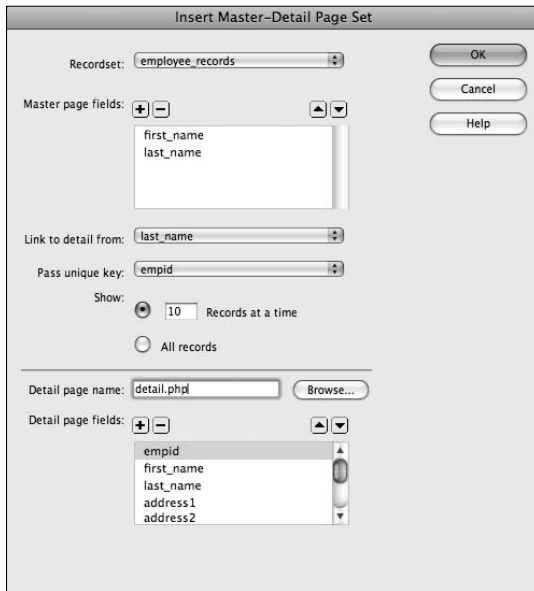 Insert Master-Detail Page Set
Recordset: employee_records
OK
Cancel
Help
Master page fields:
first_name
last_name
Link to detail from: last_name
Pass unique key: empid
Show:
10 Records at a time
All records
Detail page name: detail.php
Browse...
Detail page fields:
empid
first_name
last_name
address1
address2